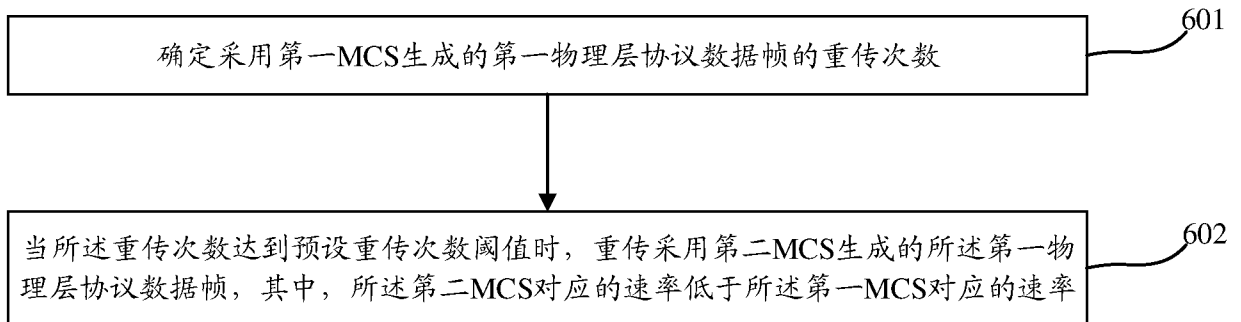 601
确定采用第一MCS生成的第一物理层协议数据帧的重传次数
602
当所述重传次数达到预设重传次数阈值时，重传采用第二MCS生成的所述第一物
理层协议数据帧，其中，所述第二MCS对应的速率低于所述第一MCS对应的速率